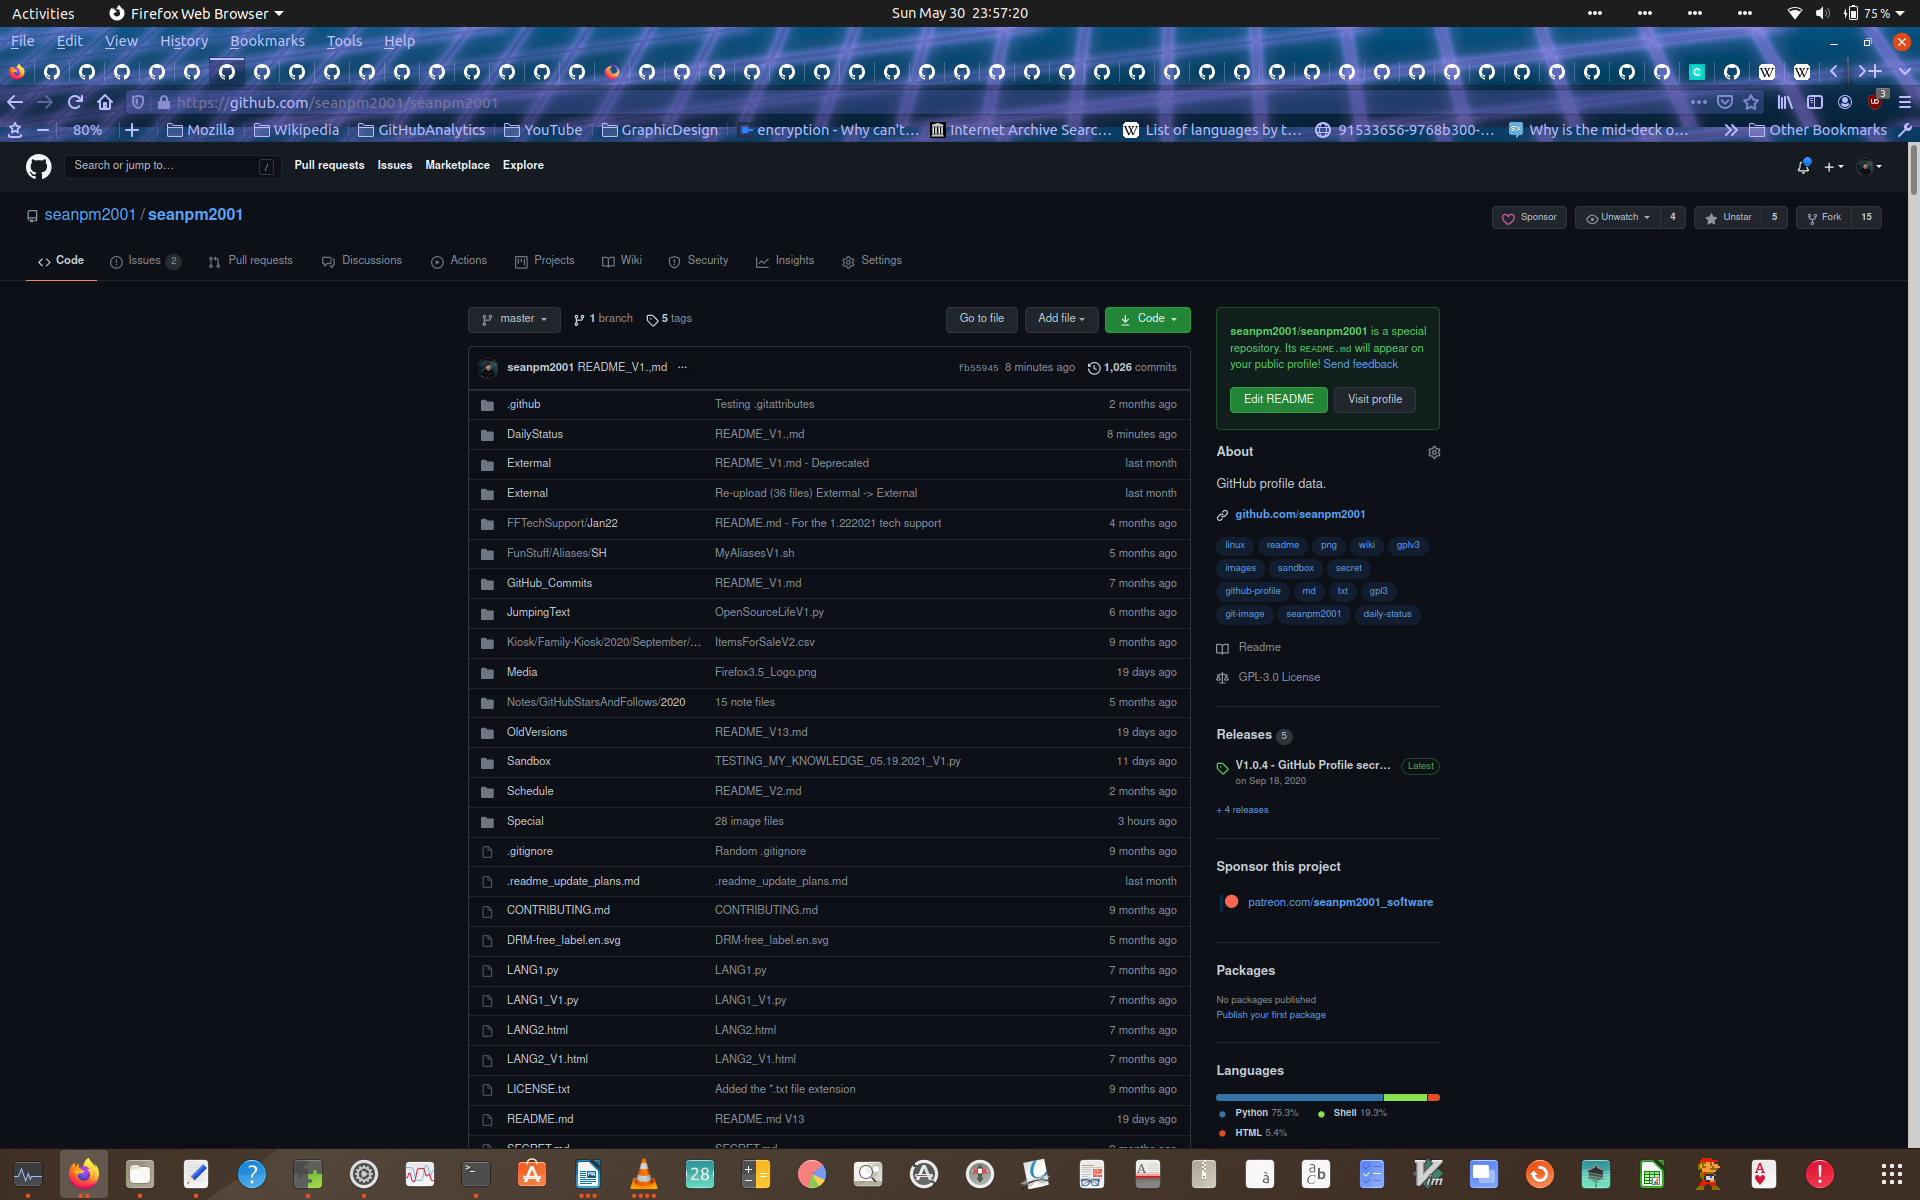 Activities
Firefox Web Browser
Sun May 30 23:57:20
75 %
File Edit View History Bookmarks Tools Help
https://github.com/seanpm2001/seanpm2001
3
80%
Mozilla
Wikipedia
GitHubAnalytics
YouTube
GraphicDesign
encryption - Why can't…
Internet Archive Searc…
List of languages by t…
91533656-9768b300-…
Why is the mid-deck o…
Other Bookmarks
Search or jump to…
/
Pull requests Issues Marketplace Explore
seanpm2001 / seanpm2001
Sponsor
Unwatch 4
Unstar 5
Fork 15
Code
Issues 2
Pull requests
Discussions
Actions
Projects
Wiki
Security
Insights
Settings
master
1 branch
5 tags
Go to file
Add file
Code
seanpm2001 README_V1.,md ···
fb55945 8 minutes ago
1,026 commits
.github Testing .gitattributes 2 months ago
DailyStatus README_V1.,md 8 minutes ago
Extermal README_V1.md - Deprecated last month
External Re-upload (36 files) Extermal -> External last month
FFTechSupport/Jan22 README.md - For the 1.222021 tech support 4 months ago
FunStuff/Aliases/SH MyAliasesV1.sh 5 months ago
GitHub_Commits README_V1.md 7 months ago
JumpingText OpenSourceLifeV1.py 6 months ago
Kiosk/Family-Kiosk/2020/September/… ItemsForSaleV2.csv 9 months ago
Media Firefox3.5_Logo.png 19 days ago
Notes/GitHubStarsAndFollows/2020 15 note files 5 months ago
OldVersions README_V13.md 19 days ago
Sandbox TESTING_MY_KNOWLEDGE_05.19.2021_V1.py 11 days ago
Schedule README_V2.md 2 months ago
Special 28 image files 3 hours ago
.gitignore Random .gitignore 9 months ago
.readme_update_plans.md .readme_update_plans.md last month
CONTRIBUTING.md CONTRIBUTING.md 9 months ago
DRM-free_label.en.svg DRM-free_label.en.svg 5 months ago
LANG1.py LANG1.py 7 months ago
LANG1_V1.py LANG1_V1.py 7 months ago
LANG2.html LANG2.html 7 months ago
LANG2_V1.html LANG2_V1.html 7 months ago
LICENSE.txt Added the *.txt file extension 9 months ago
README.md README.md V13 19 days ago
SECRET.md SECRET.md 9 months ago
seanpm2001/seanpm2001 is a special
repository. Its README.md will appear on
your public profile! Send feedback
Edit README
Visit profile
About
GitHub profile data.
github.com/seanpm2001
linux readme png wiki gplv3
images sandbox secret
github-profile md txt gpl3
git-image seanpm2001 daily-status
Readme
GPL-3.0 License
Releases 5
V1.0.4 - GitHub Profile secr… Latest
on Sep 18, 2020
+ 4 releases
Sponsor this project
patreon.com/seanpm2001_software
Packages
No packages published
Publish your first package
Languages
Python 75.3% Shell 19.3%
HTML 5.4%
28